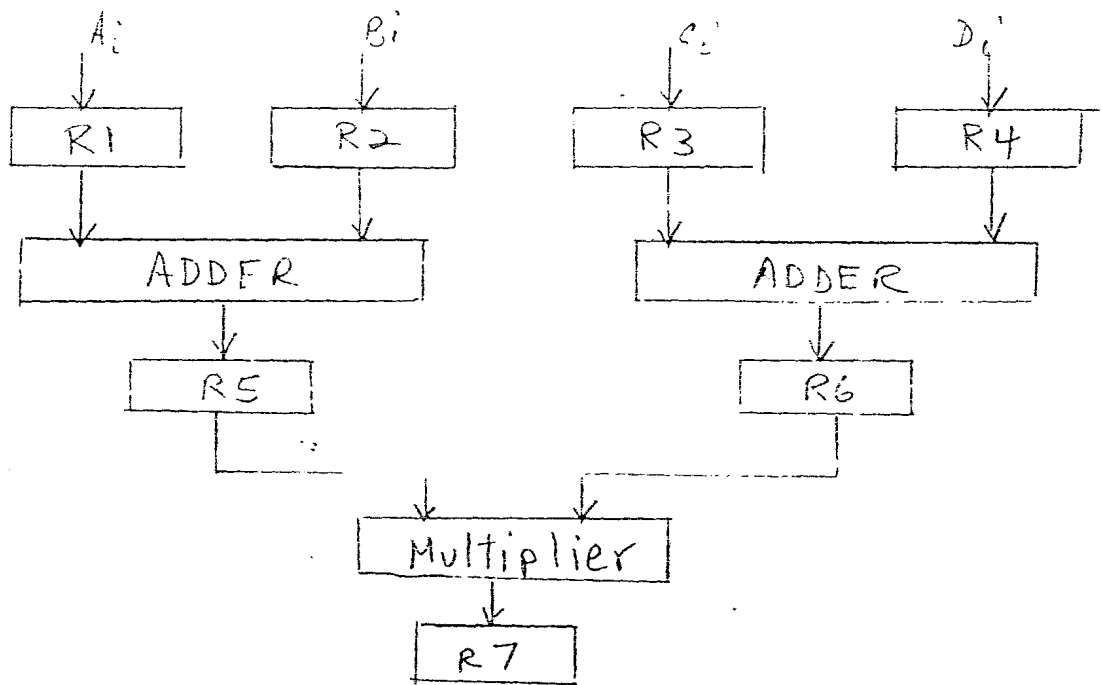 Ai Bi Ci Di
R1 R2 R3 R4
ADDER ADDER
R5 R6
Multiplier
R7